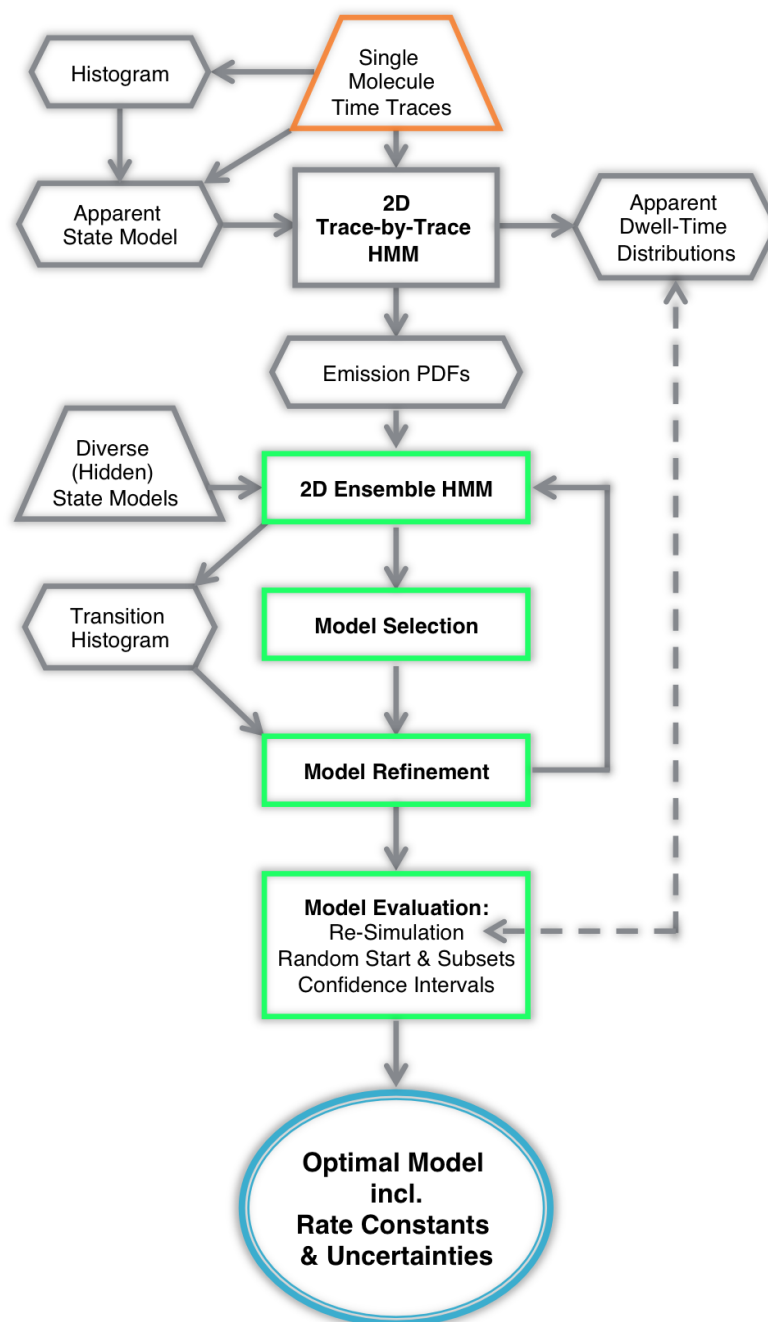 Single
Molecule
Time Traces
Histogram
Apparent
State Model
2D
Trace-by-Trace
HMM
Apparent
Dwell-Time
Distributions
Emission PDFs
Diverse
(Hidden)
State Models
2D Ensemble HMM
Transition
Histogram
Model Selection
Model Refinement
Model Evaluation:
Re-Simulation
Random Start & Subsets
Confidence Intervals
Optimal Model
incl.
Rate Constants
& Uncertainties